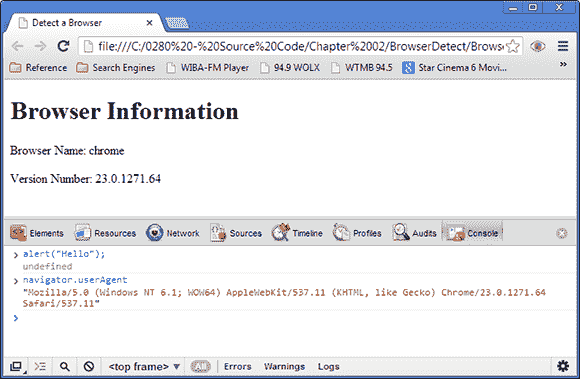 Detect a Browser
file:///C:/0280%20-%20Source%20Code/Chapter%2002/BrowserDetect/Browse
Reference Search Engines WIBA-FM Player 94.9 WOLX WTMB 94.5 Star Cinema 6 Movi... »
Browser Information
Browser Name: chrome
Version Number: 23.0.1271.64
Elements Resources Network Sources Timeline Profiles Audits Console
> alert("Hello");
undefined
> navigator.userAgent
"Mozilla/5.0 (Windows NT 6.1; WOW64) AppleWebKit/537.11 (KHTML, like Gecko) Chrome/23.0.1271.64
Safari/537.11"
>
<top frame> ▼ All Errors Warnings Logs